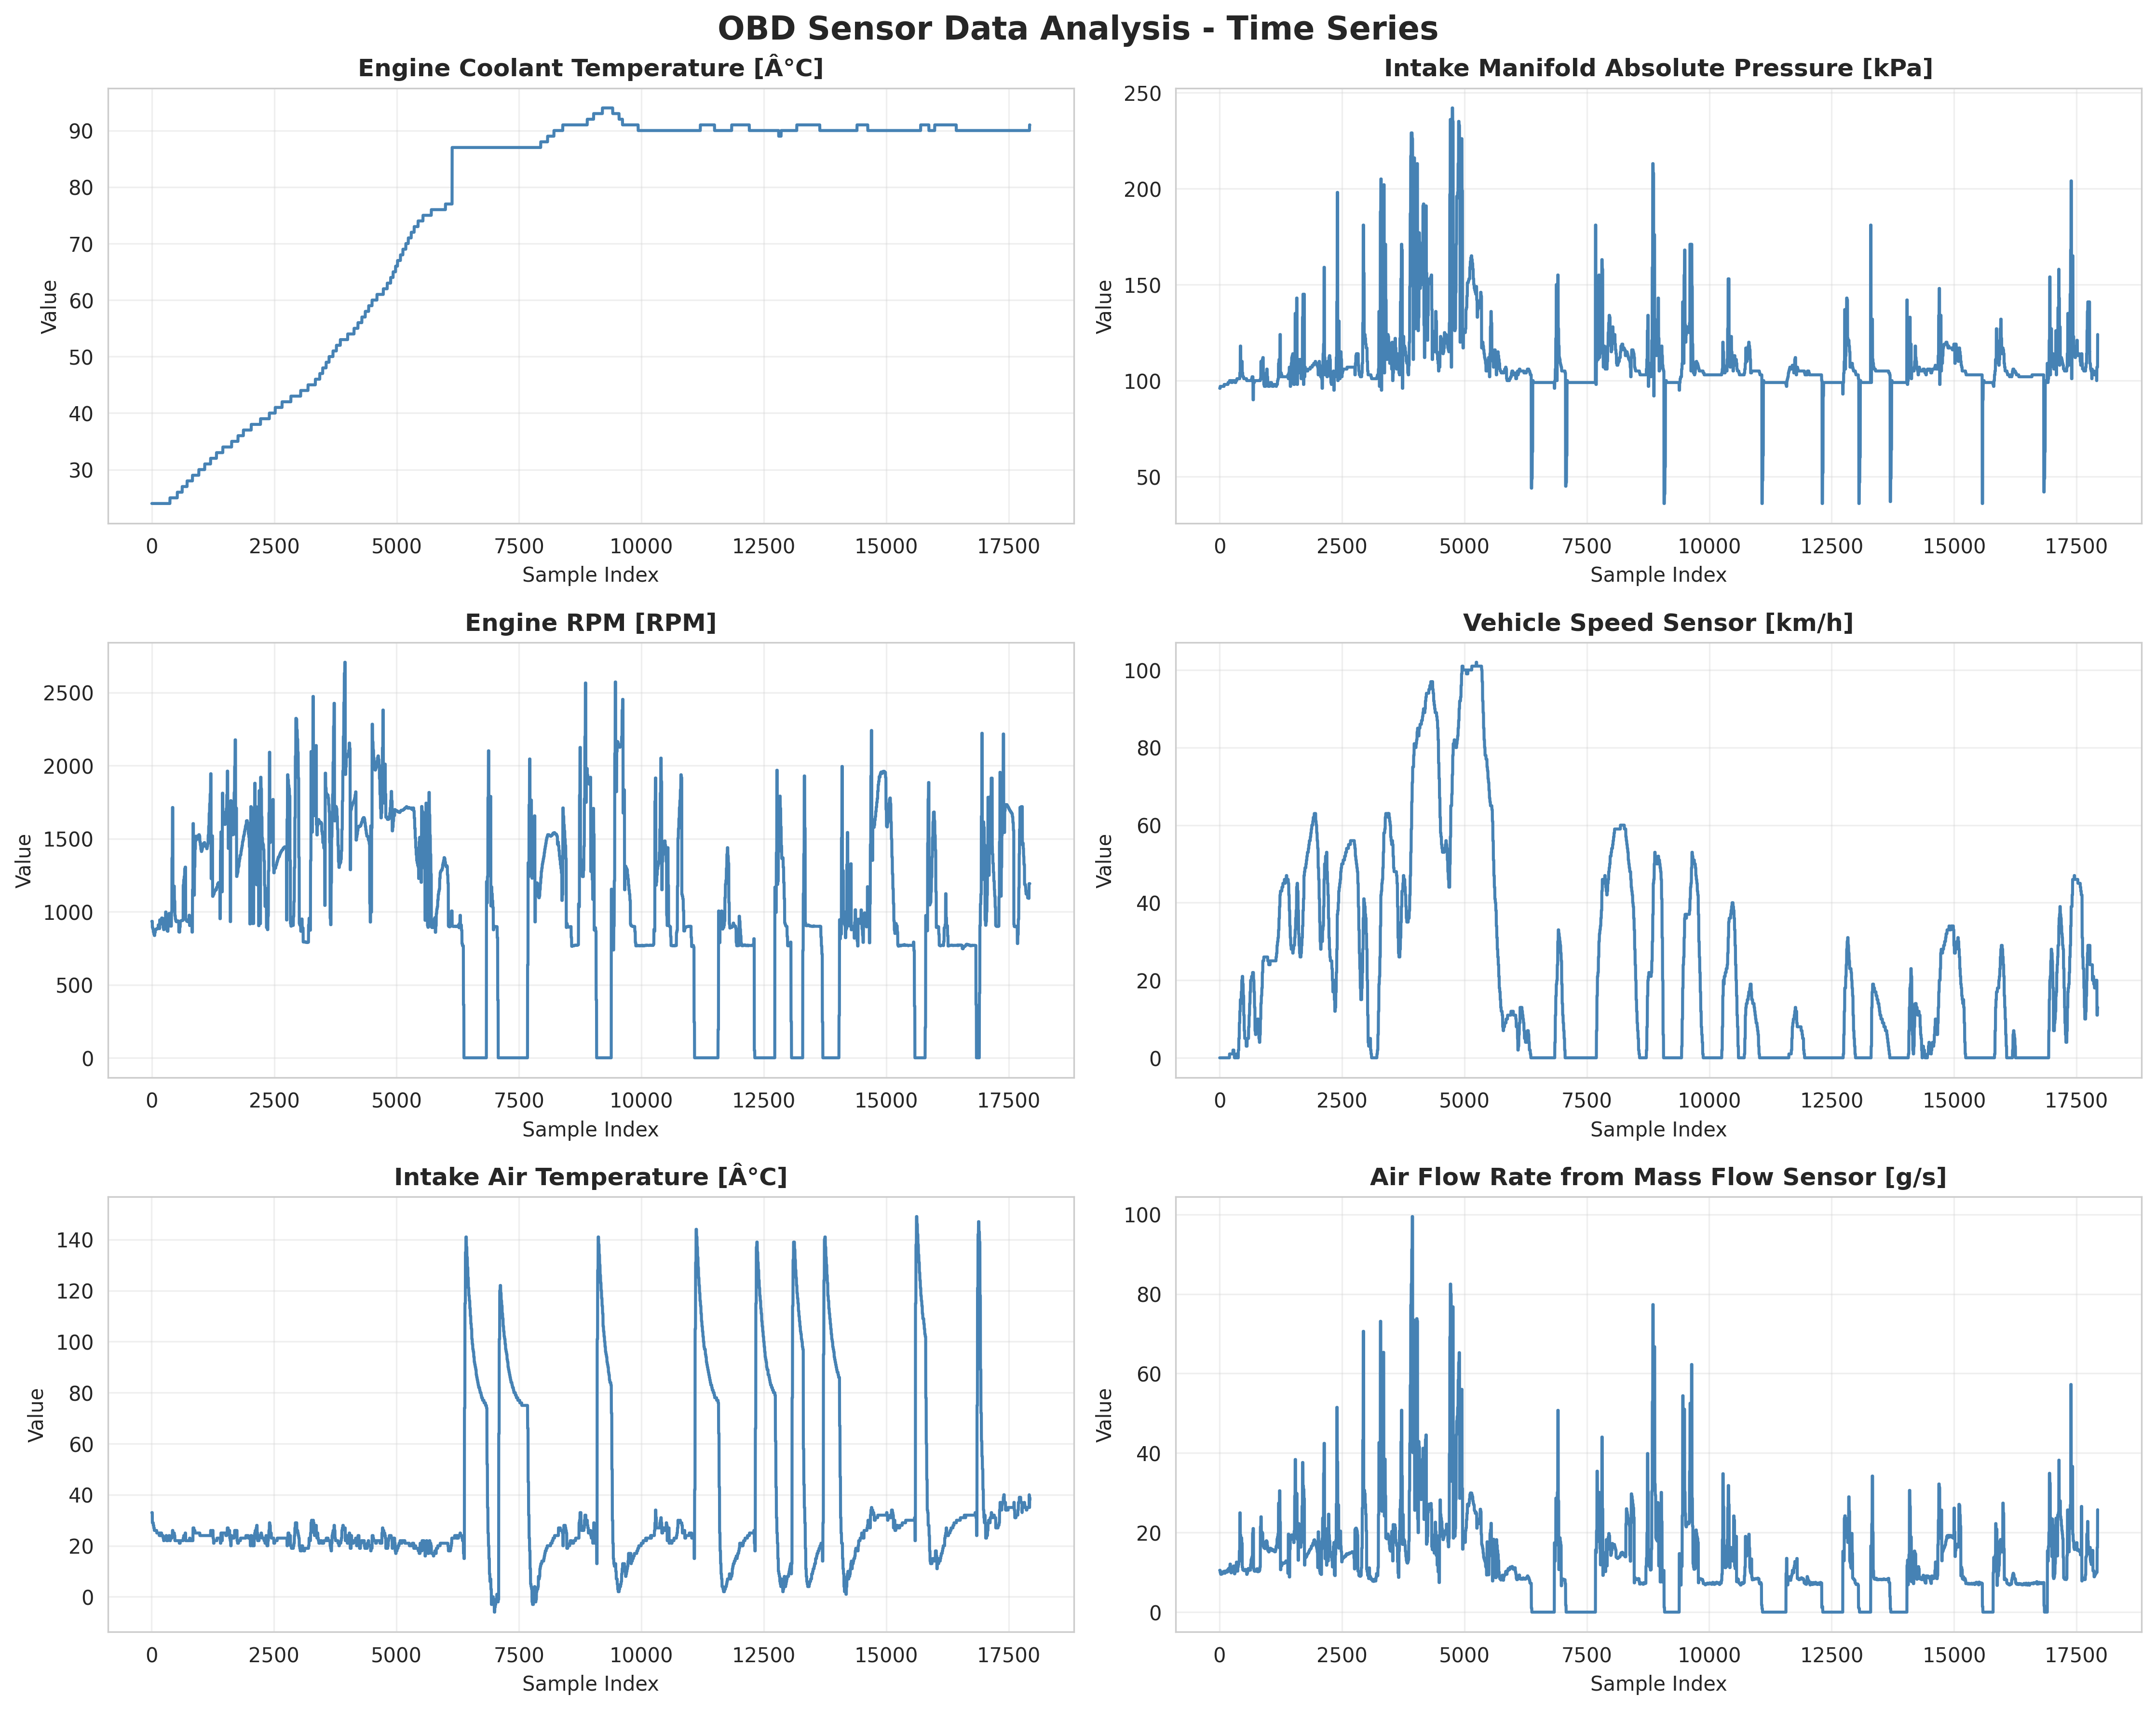 OBD Sensor Data Analysis - Time Series
Engine Coolant Temperature [Â°C]
Value
90
80
70
60
50
40
30
0 2500 5000 7500 10000 12500 15000 17500
Sample Index
Intake Manifold Absolute Pressure [kPa]
Value
250
200
150
100
50
0 2500 5000 7500 10000 12500 15000 17500
Sample Index
Engine RPM [RPM]
Value
2500
2000
1500
1000
500
0
0 2500 5000 7500 10000 12500 15000 17500
Sample Index
Vehicle Speed Sensor [km/h]
Value
100
80
60
40
20
0
0 2500 5000 7500 10000 12500 15000 17500
Sample Index
Intake Air Temperature [Â°C]
Value
140
120
100
80
60
40
20
0
0 2500 5000 7500 10000 12500 15000 17500
Sample Index
Air Flow Rate from Mass Flow Sensor [g/s]
Value
100
80
60
40
20
0
0 2500 5000 7500 10000 12500 15000 17500
Sample Index